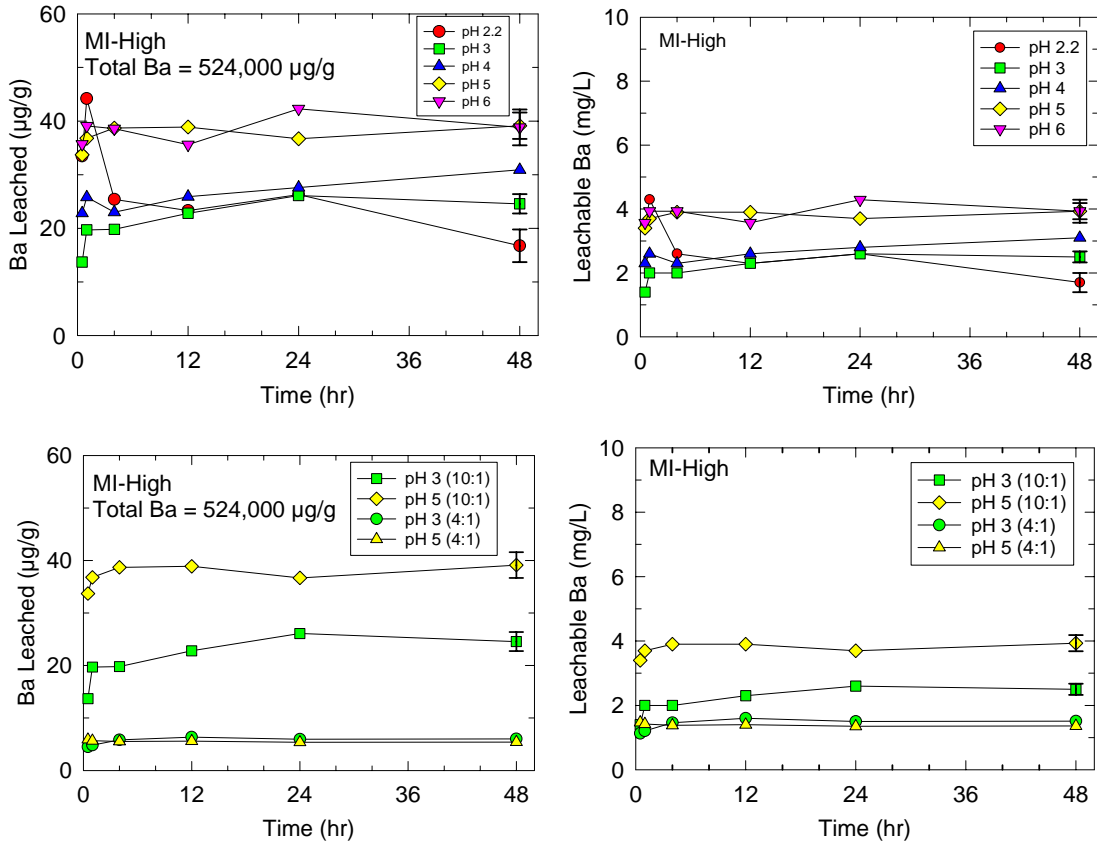 MI-High
Total Ba = 524,000 µg/g
pH 2.2
pH 3
pH 4
pH 5
pH 6
Ba Leached (µg/g)
60
40
20
0
0 12 24 36 48
Time (hr)
MI-High
pH 2.2
pH 3
pH 4
pH 5
pH 6
Leachable Ba (mg/L)
10
8
6
4
2
0
0 12 24 36 48
Time (hr)
MI-High
Total Ba = 524,000 µg/g
pH 3 (10:1)
pH 5 (10:1)
pH 3 (4:1)
pH 5 (4:1)
Ba Leached (µg/g)
60
40
20
0
0 12 24 36 48
Time (hr)
MI-High
pH 3 (10:1)
pH 5 (10:1)
pH 3 (4:1)
pH 5 (4:1)
Leachable Ba (mg/L)
10
8
6
4
2
0
0 12 24 36 48
Time (hr)